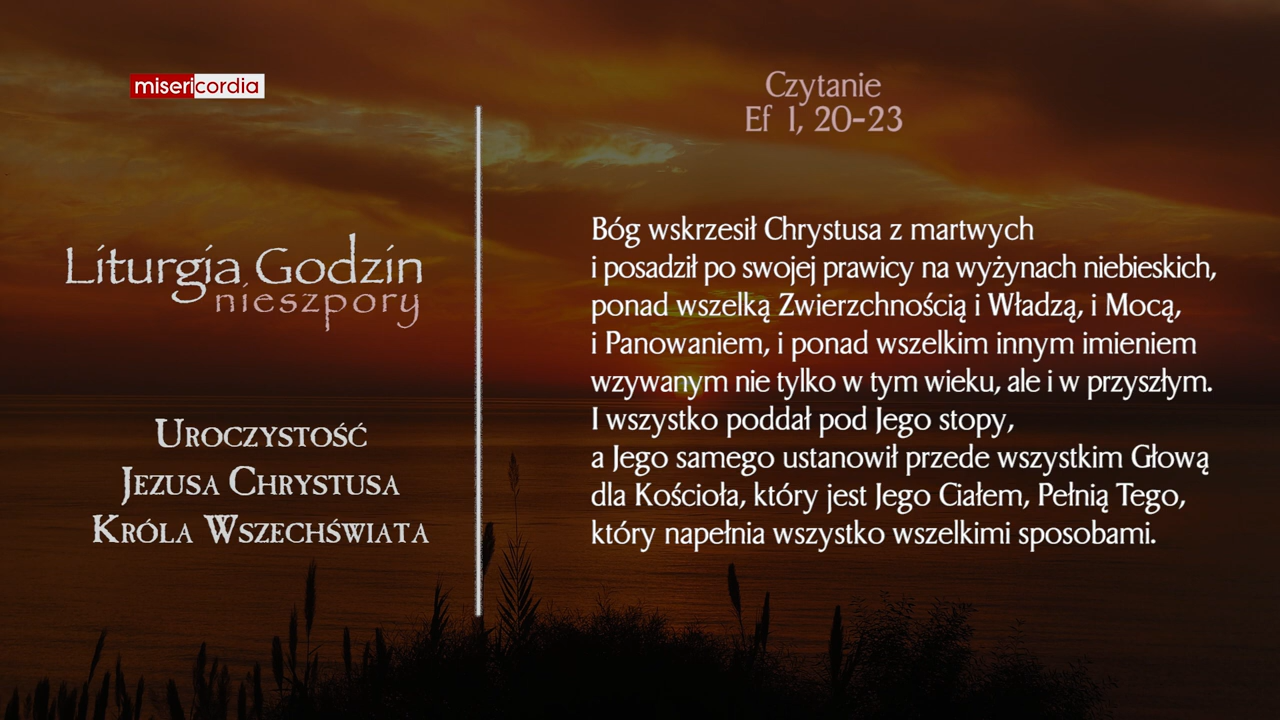 misericordia
Liturgia Godzin
nieszpory
Uroczystość
Jezusa Chrystusa
Króla Wszechświata
Czytanie
Ef 1, 20-23
Bóg wskrzesił Chrystusa z martwych
i posadził po swojej prawicy na wyżynach niebieskich,
ponad wszelką Zwierzchnością i Władzą, i Mocą,
i Panowaniem, i ponad wszelkim innym imieniem
wzywanym nie tylko w tym wieku, ale i w przyszłym.
I wszystko poddał pod Jego stopy,
a Jego samego ustanowił przede wszystkim Głową
dla Kościoła, który jest Jego Ciałem, Pełnią Tego,
który napełnia wszystko wszelkimi sposobami.